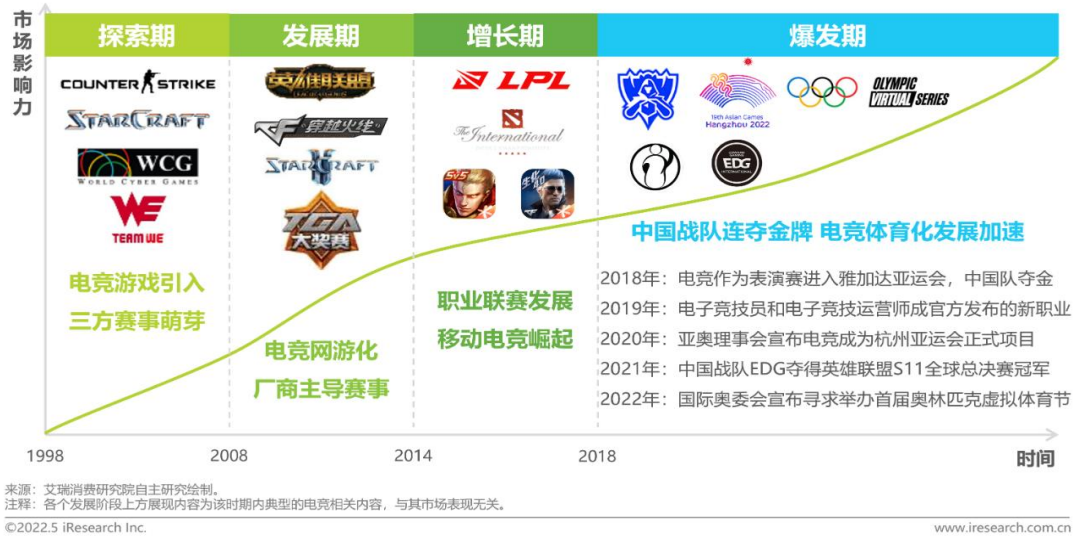 市场影响力
探索期
发展期
增长期
爆发期
COUNTER STRIKE
STARCRAFT
WCG
WORLD CYBER GAMES
WE
TEAM WE
英雄联盟
CF 穿越火线
STARCRAFT II
TGA
大奖赛
LPL
The International
5V5
19th Asian Games
Hangzhou 2022
OLYMPIC
VIRTUAL SERIES
iG
EDG
电竞游戏引入
三方赛事萌芽
电竞网游化
厂商主导赛事
职业联赛发展
移动电竞崛起
中国战队连夺金牌 电竞体育化发展加速
2018年：电竞作为表演赛进入雅加达亚运会，中国队夺金
2019年：电子竞技员和电子竞技运营师成官方发布的新职业
2020年：亚奥理事会宣布电竞成为杭州亚运会正式项目
2021年：中国战队EDG夺得英雄联盟S11全球总决赛冠军
2022年：国际奥委会宣布寻求举办首届奥林匹克虚拟体育节
1998
2008
2014
2018
时间
来源：艾瑞消费研究院自主研究绘制。
注释：各个发展阶段上方展现内容为该时期内典型的电竞相关内容，与其市场表现无关。
©2022.5 iResearch Inc.
www.iresearch.com.cn